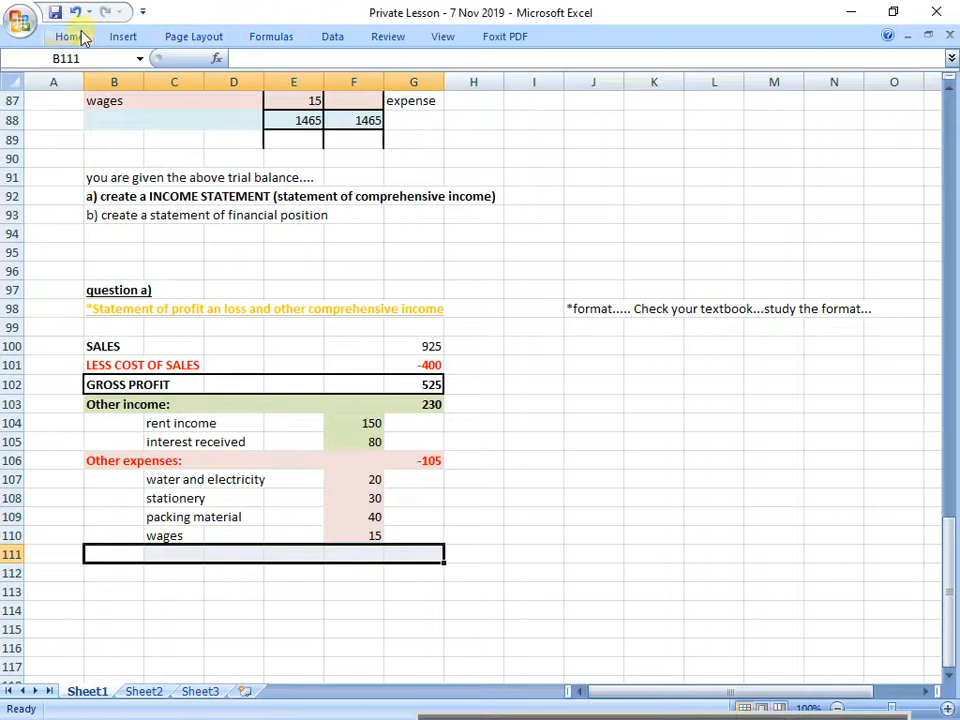 Private Lesson - 7 Nov 2019 - Microsoft Excel
Home Insert Page Layout Formulas Data Review View Foxit PDF
B111 fx
A B C D E F G H I J K L M N O
87 wages 15 expense
88 1465 1465
89
90
91 you are given the above trial balance....
92 a) create a INCOME STATEMENT (statement of comprehensive income)
93 b) create a statement of financial position
94
95
96
97 question a)
98 *Statement of profit an loss and other comprehensive income *format..... Check your textbook...study the format...
99
100 SALES 925
101 LESS COST OF SALES -400
102 GROSS PROFIT 525
103 Other income: 230
104 rent income 150
105 interest received 80
106 Other expenses: -105
107 water and electricity 20
108 stationery 30
109 packing material 40
110 wages 15
111
112
113
114
115
116
117
Sheet1 Sheet2 Sheet3
Ready 100%